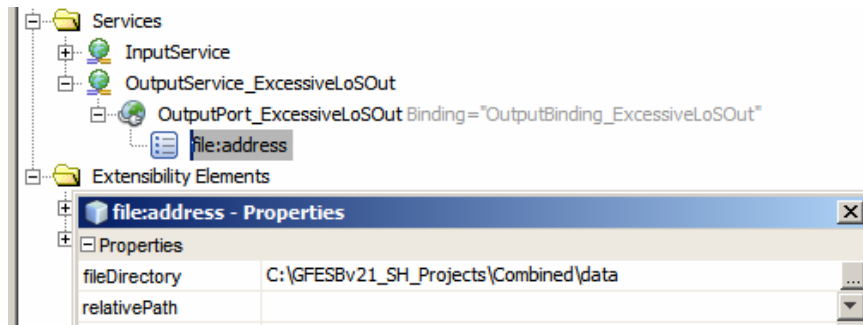 Services
InputService
OutputService_ExcessiveLoSOut
OutputPort_ExcessiveLoSOut Binding="OutputBinding_ExcessiveLoSOut"
file:address
Extensibility Elements
file:address - Properties
Properties
fileDirectory C:\GFESBv21_SH_Projects\Combined\data ...
relativePath